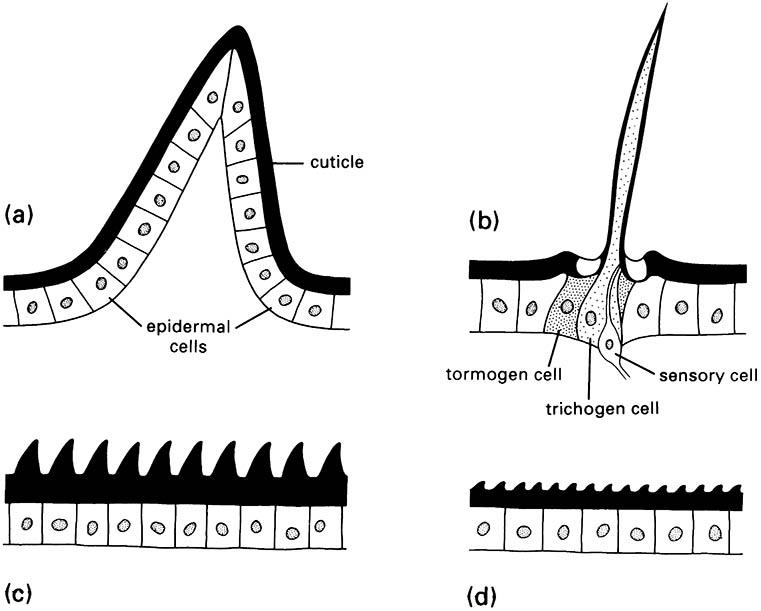 cuticle
(a)
(b)
epidermal
cells
tormogen cell
sensory cell
trichogen cell
(c)
(d)